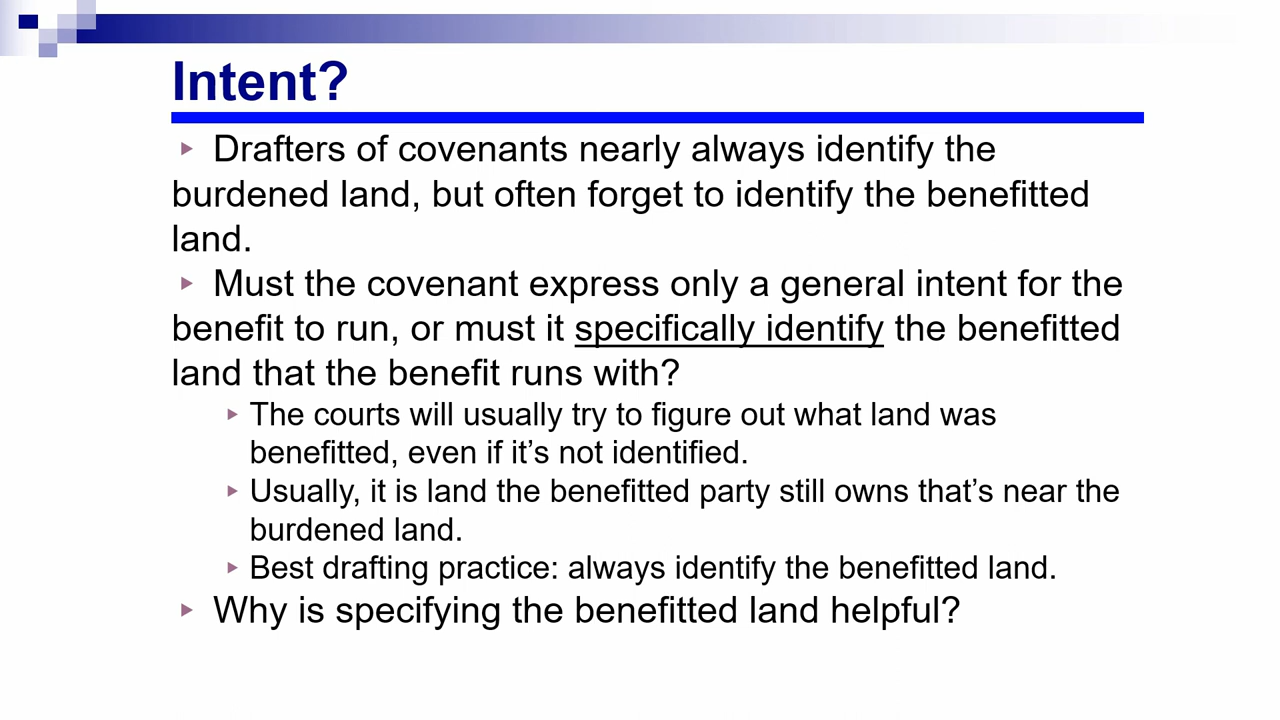 Intent?
▸ Drafters of covenants nearly always identify the
burdened land, but often forget to identify the benefitted
land.
▸ Must the covenant express only a general intent for the
benefit to run, or must it specifically identify the benefitted
land that the benefit runs with?
▸ The courts will usually try to figure out what land was
benefitted, even if it’s not identified.
▸ Usually, it is land the benefitted party still owns that’s near the
burdened land.
▸ Best drafting practice: always identify the benefitted land.
▸ Why is specifying the benefitted land helpful?